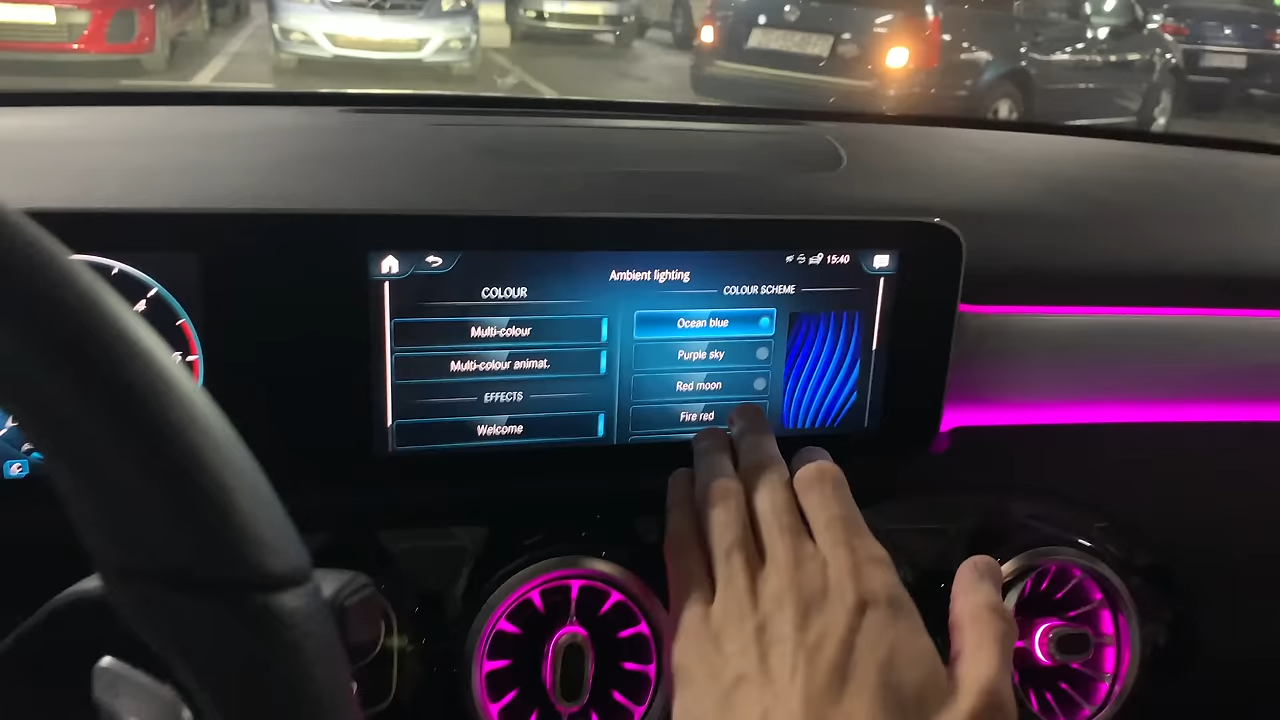 15:40
Ambient lighting
COLOUR
COLOUR SCHEME
Multi-colour
Ocean blue
Multi-colour animat.
Purple sky
EFFECTS
Red moon
Welcome
Fire red
4